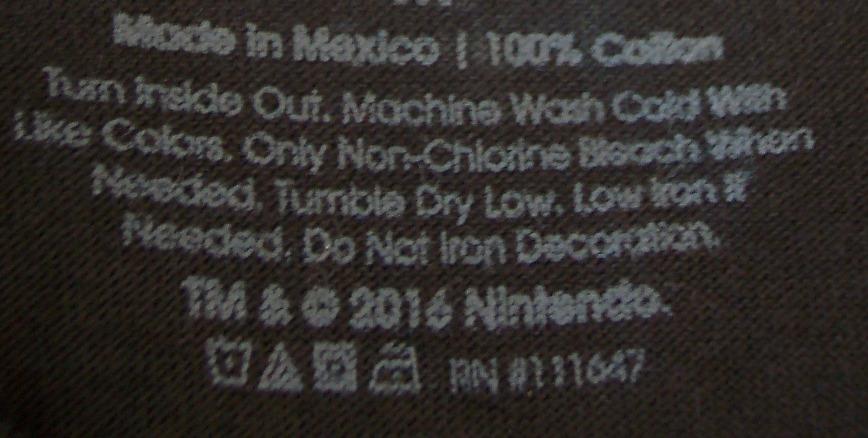 Made in Mexico | 100% Cotton
Turn Inside Out. Machine Wash Cold With
Like Colors. Only Non-Chlorine Bleach When
Needed. Tumble Dry Low. Low Iron If
Needed. Do Not Iron Decoration.
TM & © 2016 Nintendo.
RN #111647